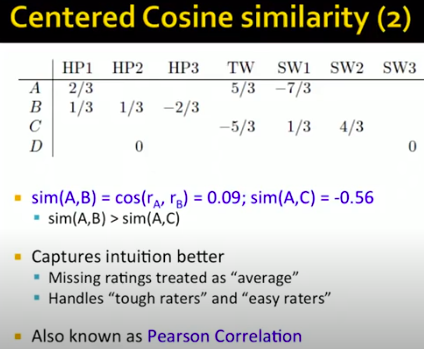 Centered Cosine similarity (2)
HP1 HP2 HP3 TW SW1 SW2 SW3
A 2/3 5/3 −7/3
B 1/3 1/3 −2/3
C −5/3 1/3 4/3
D 0 0
sim(A,B) = cos(rA, rB) = 0.09; sim(A,C) = -0.56
sim(A,B) > sim(A,C)
Captures intuition better
Missing ratings treated as “average”
Handles “tough raters” and “easy raters”
Also known as Pearson Correlation